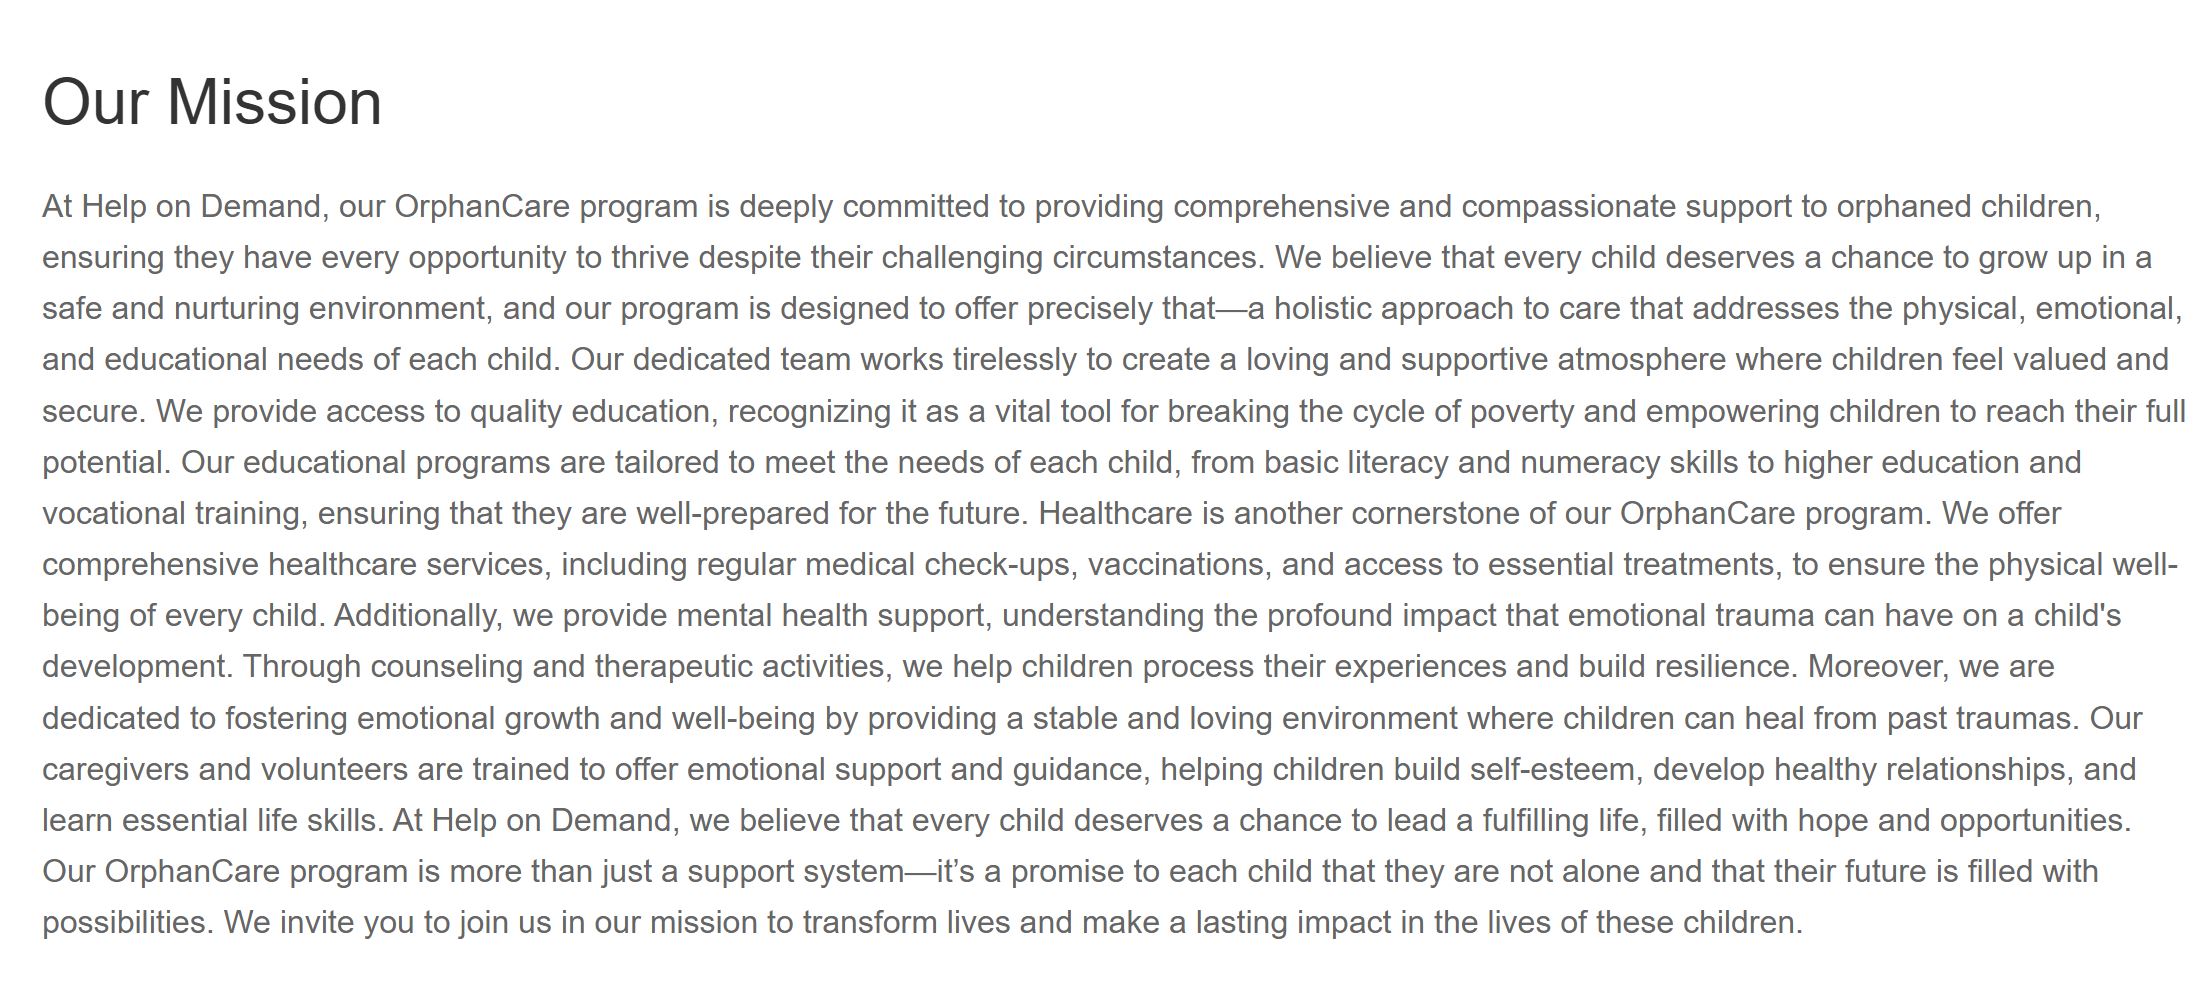 Our Mission
At Help on Demand, our OrphanCare program is deeply committed to providing comprehensive and compassionate support to orphaned children,
ensuring they have every opportunity to thrive despite their challenging circumstances. We believe that every child deserves a chance to grow up in a
safe and nurturing environment, and our program is designed to offer precisely that—a holistic approach to care that addresses the physical, emotional,
and educational needs of each child. Our dedicated team works tirelessly to create a loving and supportive atmosphere where children feel valued and
secure. We provide access to quality education, recognizing it as a vital tool for breaking the cycle of poverty and empowering children to reach their full
potential. Our educational programs are tailored to meet the needs of each child, from basic literacy and numeracy skills to higher education and
vocational training, ensuring that they are well-prepared for the future. Healthcare is another cornerstone of our OrphanCare program. We offer
comprehensive healthcare services, including regular medical check-ups, vaccinations, and access to essential treatments, to ensure the physical well-
being of every child. Additionally, we provide mental health support, understanding the profound impact that emotional trauma can have on a child's
development. Through counseling and therapeutic activities, we help children process their experiences and build resilience. Moreover, we are
dedicated to fostering emotional growth and well-being by providing a stable and loving environment where children can heal from past traumas. Our
caregivers and volunteers are trained to offer emotional support and guidance, helping children build self-esteem, develop healthy relationships, and
learn essential life skills. At Help on Demand, we believe that every child deserves a chance to lead a fulfilling life, filled with hope and opportunities.
Our OrphanCare program is more than just a support system—it’s a promise to each child that they are not alone and that their future is filled with
possibilities. We invite you to join us in our mission to transform lives and make a lasting impact in the lives of these children.